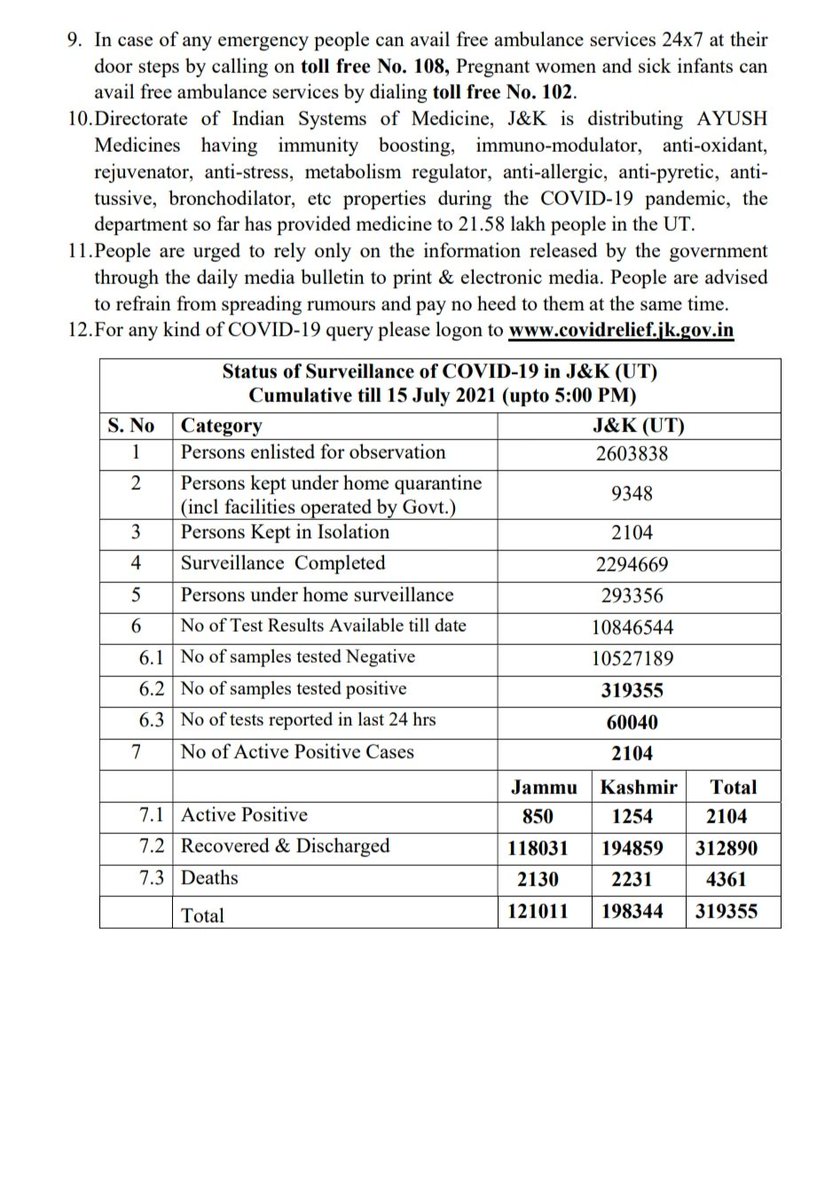 9. In case of any emergency people can avail free ambulance services 24x7 at their
door steps by calling on toll free No. 108, Pregnant women and sick infants can
avail free ambulance services by dialing toll free No. 102.
10.Directorate of Indian Systems of Medicine, J&K is distributing AYUSH
Medicines having immunity boosting, immuno-modulator, anti-oxidant,
rejuvenator, anti-stress, metabolism regulator, anti-allergic, anti-pyretic, anti-
tussive, bronchodilator, etc properties during the COVID-19 pandemic, the
department so far has provided medicine to 21.58 lakh people in the UT.
11.People are urged to rely only on the information released by the government
through the daily media bulletin to print & electronic media. People are advised
to refrain from spreading rumours and pay no heed to them at the same time.
12.For any kind of COVID-19 query please logon to www.covidrelief.jk.gov.in
Status of Surveillance of COVID-19 in J&K (UT)
Cumulative till 15 July 2021 (upto 5:00 PM)
S. No Category J&K (UT)
1 Persons enlisted for observation 2603838
2 Persons kept under home quarantine
(incl facilities operated by Govt.) 9348
3 Persons Kept in Isolation 2104
4 Surveillance Completed 2294669
5 Persons under home surveillance 293356
6 No of Test Results Available till date 10846544
6.1 No of samples tested Negative 10527189
6.2 No of samples tested positive 319355
6.3 No of tests reported in last 24 hrs 60040
7 No of Active Positive Cases 2104
Jammu Kashmir Total
7.1 Active Positive 850 1254 2104
7.2 Recovered & Discharged 118031 194859 312890
7.3 Deaths 2130 2231 4361
Total 121011 198344 319355